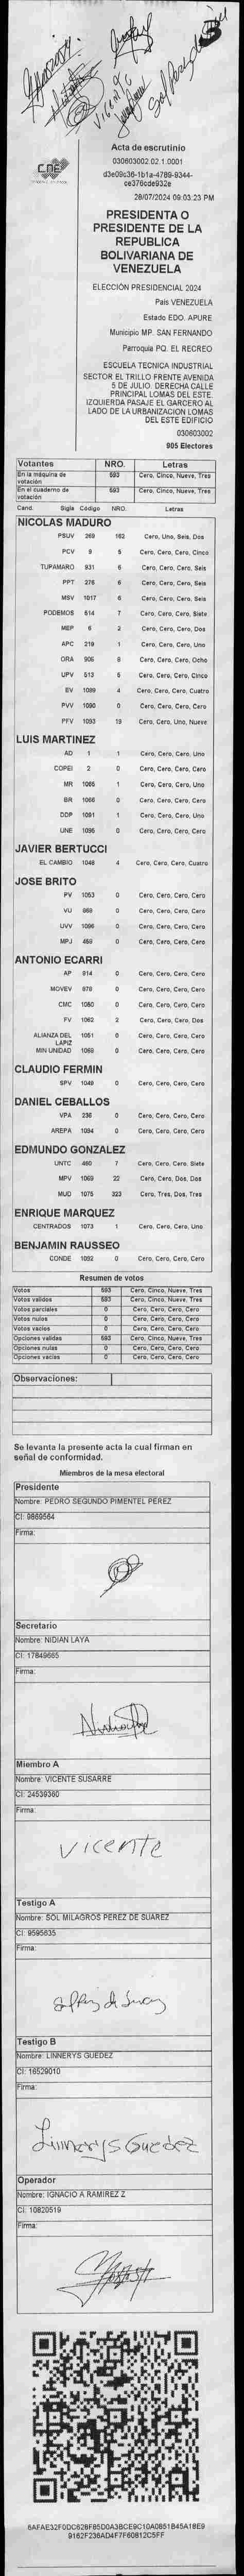 VICENTE
CNE
Acta de escrutinio
030603002.02.1.0001
d3e09c36-1b1a-4789-9344-
ce376cde932e
28/07/2024 09:03:23 PM
PRESIDENTA O
PRESIDENTE DE LA
REPUBLICA
BOLIVARIANA DE
VENEZUELA
ELECCIÓN PRESIDENCIAL 2024
País VENEZUELA
Estado EDO. APURE
Municipio MP. SAN FERNANDO
Parroquia PQ. EL RECREO
ESCUELA TECNICA INDUSTRIAL
SECTOR EL TRILLO FRENTE AVENIDA
5 DE JULIO. DERECHA CALLE
PRINCIPAL LOMAS DEL ESTE.
IZQUIERDA PASAJE EL GARCERO AL
LADO DE LA URBANIZACION LOMAS
DEL ESTE EDIFICIO
030603002
905 Electores
Votantes NRO. Letras
En la máquina de votación 593 Cero, Cinco, Nueve, Tres
En el cuaderno de votación 593 Cero, Cinco, Nueve, Tres
Cand. Sigla Código NRO. Letras
NICOLAS MADURO
PSUV 269 162 Cero, Uno, Seis, Dos
PCV 9 5 Cero, Cero, Cero, Cinco
TUPAMARO 931 6 Cero, Cero, Cero, Seis
PPT 276 6 Cero, Cero, Cero, Seis
MSV 1017 6 Cero, Cero, Cero, Seis
PODEMOS 514 7 Cero, Cero, Cero, Siete
MEP 6 2 Cero, Cero, Cero, Dos
APC 219 1 Cero, Cero, Cero, Uno
ORA 906 8 Cero, Cero, Cero, Ocho
UPV 513 5 Cero, Cero, Cero, Cinco
EV 1089 4 Cero, Cero, Cero, Cuatro
PVV 1090 0 Cero, Cero, Cero, Cero
PFV 1093 19 Cero, Cero, Uno, Nueve
LUIS MARTINEZ
AD 1 1 Cero, Cero, Cero, Uno
COPEI 2 0 Cero, Cero, Cero, Cero
MR 1065 1 Cero, Cero, Cero, Uno
BR 1066 0 Cero, Cero, Cero, Cero
DDP 1091 1 Cero, Cero, Cero, Uno
UNE 1095 0 Cero, Cero, Cero, Cero
JAVIER BERTUCCI
EL CAMBIO 1048 4 Cero, Cero, Cero, Cuatro
JOSE BRITO
PV 1053 0 Cero, Cero, Cero, Cero
VU 969 0 Cero, Cero, Cero, Cero
UVV 1096 0 Cero, Cero, Cero, Cero
MPJ 459 0 Cero, Cero, Cero, Cero
ANTONIO ECARRI
AP 914 0 Cero, Cero, Cero, Cero
MOVEV 979 0 Cero, Cero, Cero, Cero
CMC 1050 0 Cero, Cero, Cero, Cero
FV 1062 2 Cero, Cero, Cero, Dos
ALIANZA DEL LAPIZ 1051 0 Cero, Cero, Cero, Cero
MIN UNIDAD 1069 0 Cero, Cero, Cero, Cero
CLAUDIO FERMIN
SPV 1049 0 Cero, Cero, Cero, Cero
DANIEL CEBALLOS
VPA 236 0 Cero, Cero, Cero, Cero
AREPA 1094 0 Cero, Cero, Cero, Cero
EDMUNDO GONZALEZ
UNTC 460 7 Cero, Cero, Cero, Siete
MPV 22 Cero, Cero, Dos, Dos
MUD 1075 323 Cero, Tres, Dos, Tres
ENRIQUE MARQUEZ
CENTRADOS 1073 1 Cero, Cero, Cero, Uno
BENJAMIN RAUSSEO
CONDE 1092 0 Cero, Cero, Cero, Cero
Resumen de votos
Votos 593 Cero, Cinco, Nueve, Tres
Votos validos 593 Cero, Cinco, Nueve, Tres
Votos parciales 0 Cero, Cero, Cero, Cero
Votos nulos 0 Cero, Cero, Cero, Cero
Votos vacios 0 Cero, Cero, Cero, Cero
Opciones validas 593 Cero, Cinco, Nueve, Tres
Opciones nulas 0 Cero, Cero, Cero, Cero
Opciones vacias 0 Cero, Cero, Cero, Cero
Observaciones:
Se levanta la presente acta la cual firman en
señal de conformidad.
Miembros de la mesa electoral
Presidente
Nombre: PEDRO SEGUNDO PIMENTEL PEREZ
CI: 9869564
Firma:
Secretario
Nombre: NIDIAN LAYA
CI: 17849665
Firma:
Miembro A
Nombre: VICENTE SUSARRE
CI: 24539360
Firma:
vicente
Testigo A
Nombre: SOL MILAGROS PEREZ DE SUAREZ
CI: 9595635
Firma:
Testigo B
Nombre: LINNERYS GUEDEZ
CI: 16529010
Firma:
Linnerys Guedez
Operador
Nombre: IGNACIO A RAMIREZ Z
CI: 10820519
Firma:
6AFAE32F0DC628F85D0A3BCE9C10A0851B45A18E9
9162F236AD4F7F60812C5FF